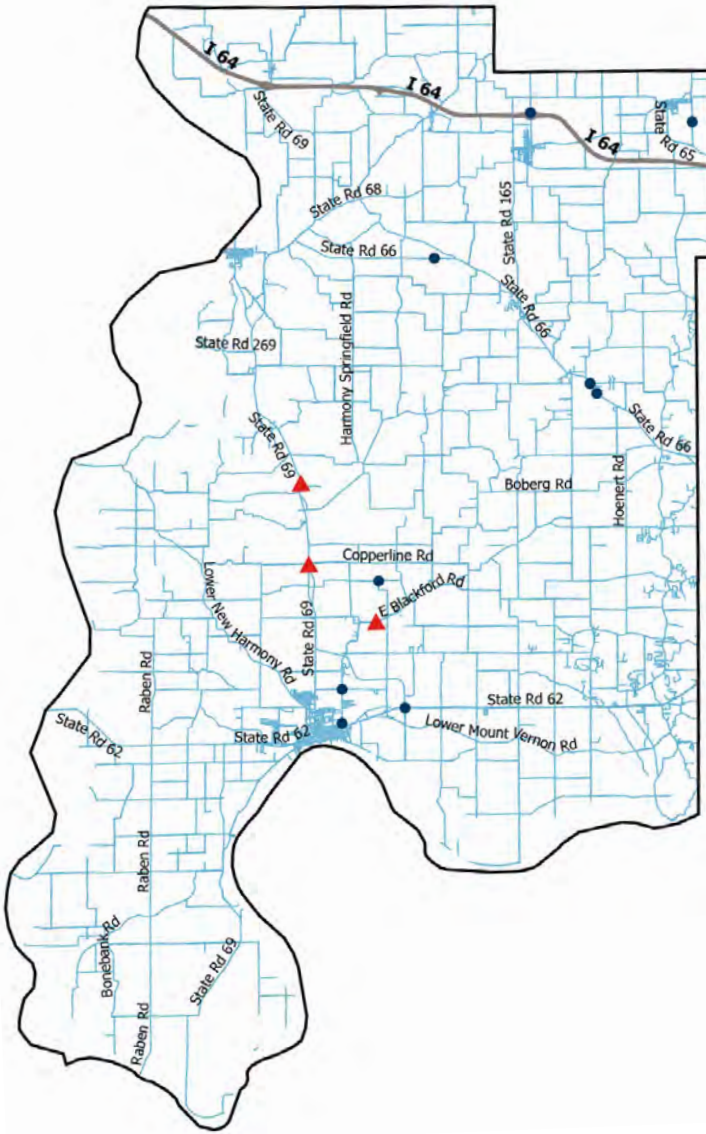 I 64
I 64
State Rd 69
State
Rd 65
I 64
State Rd 68
State Rd 165
State Rd 66
State Rd 66
Harmony Springfield Rd
State Rd 269
State Rd 66
State Rd 69
Hoenert Rd
Boberg Rd
Copperline Rd
Lower New Harmony Rd
E Blackford Rd
State Rd 69
Raben Rd
State Rd 62
State Rd 62
State Rd 62
Lower Mount Vernon Rd
Raben Rd
Bonebank Rd
State Rd 69
Raben Rd